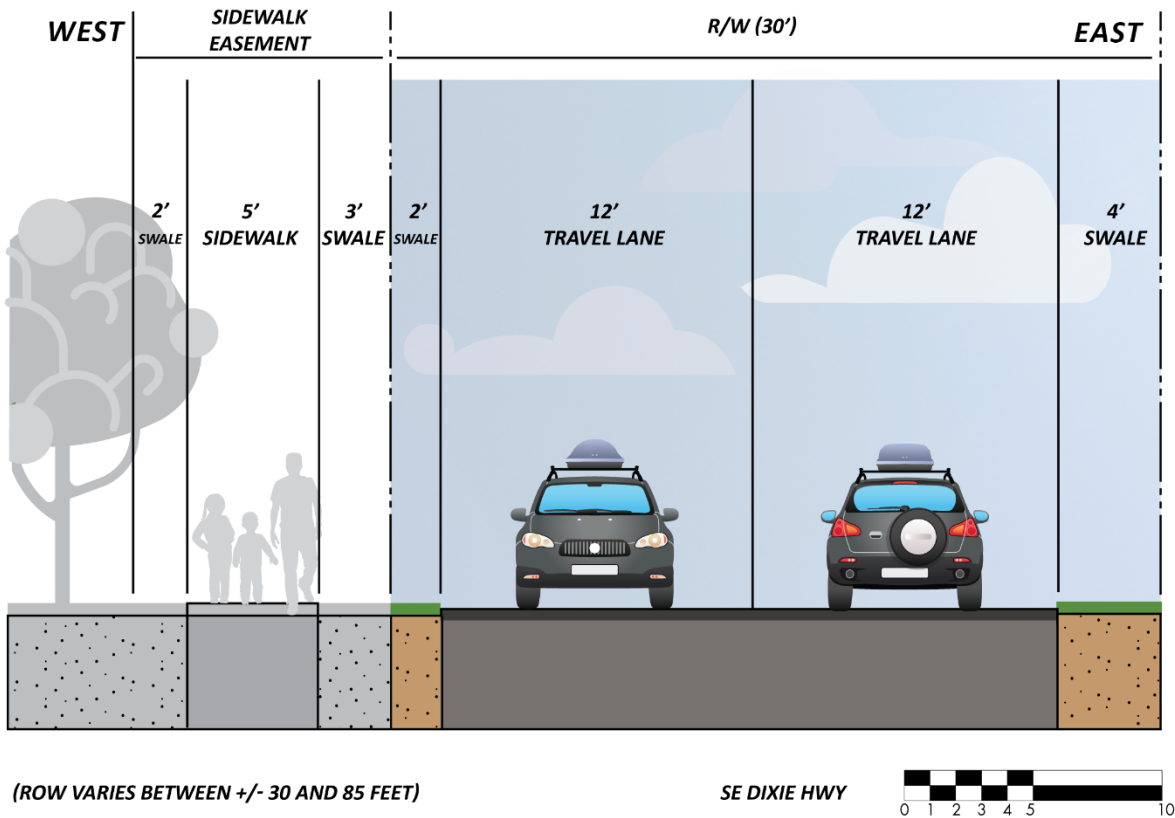 WEST
SIDEWALK
EASEMENT
R/W (30')
EAST
2'
SWALE
5'
SIDEWALK
3'
SWALE
2'
SWALE
12'
TRAVEL LANE
12'
TRAVEL LANE
4'
SWALE
(ROW VARIES BETWEEN +/- 30 AND 85 FEET)
SE DIXIE HWY
0 1 2 3 4 5 10